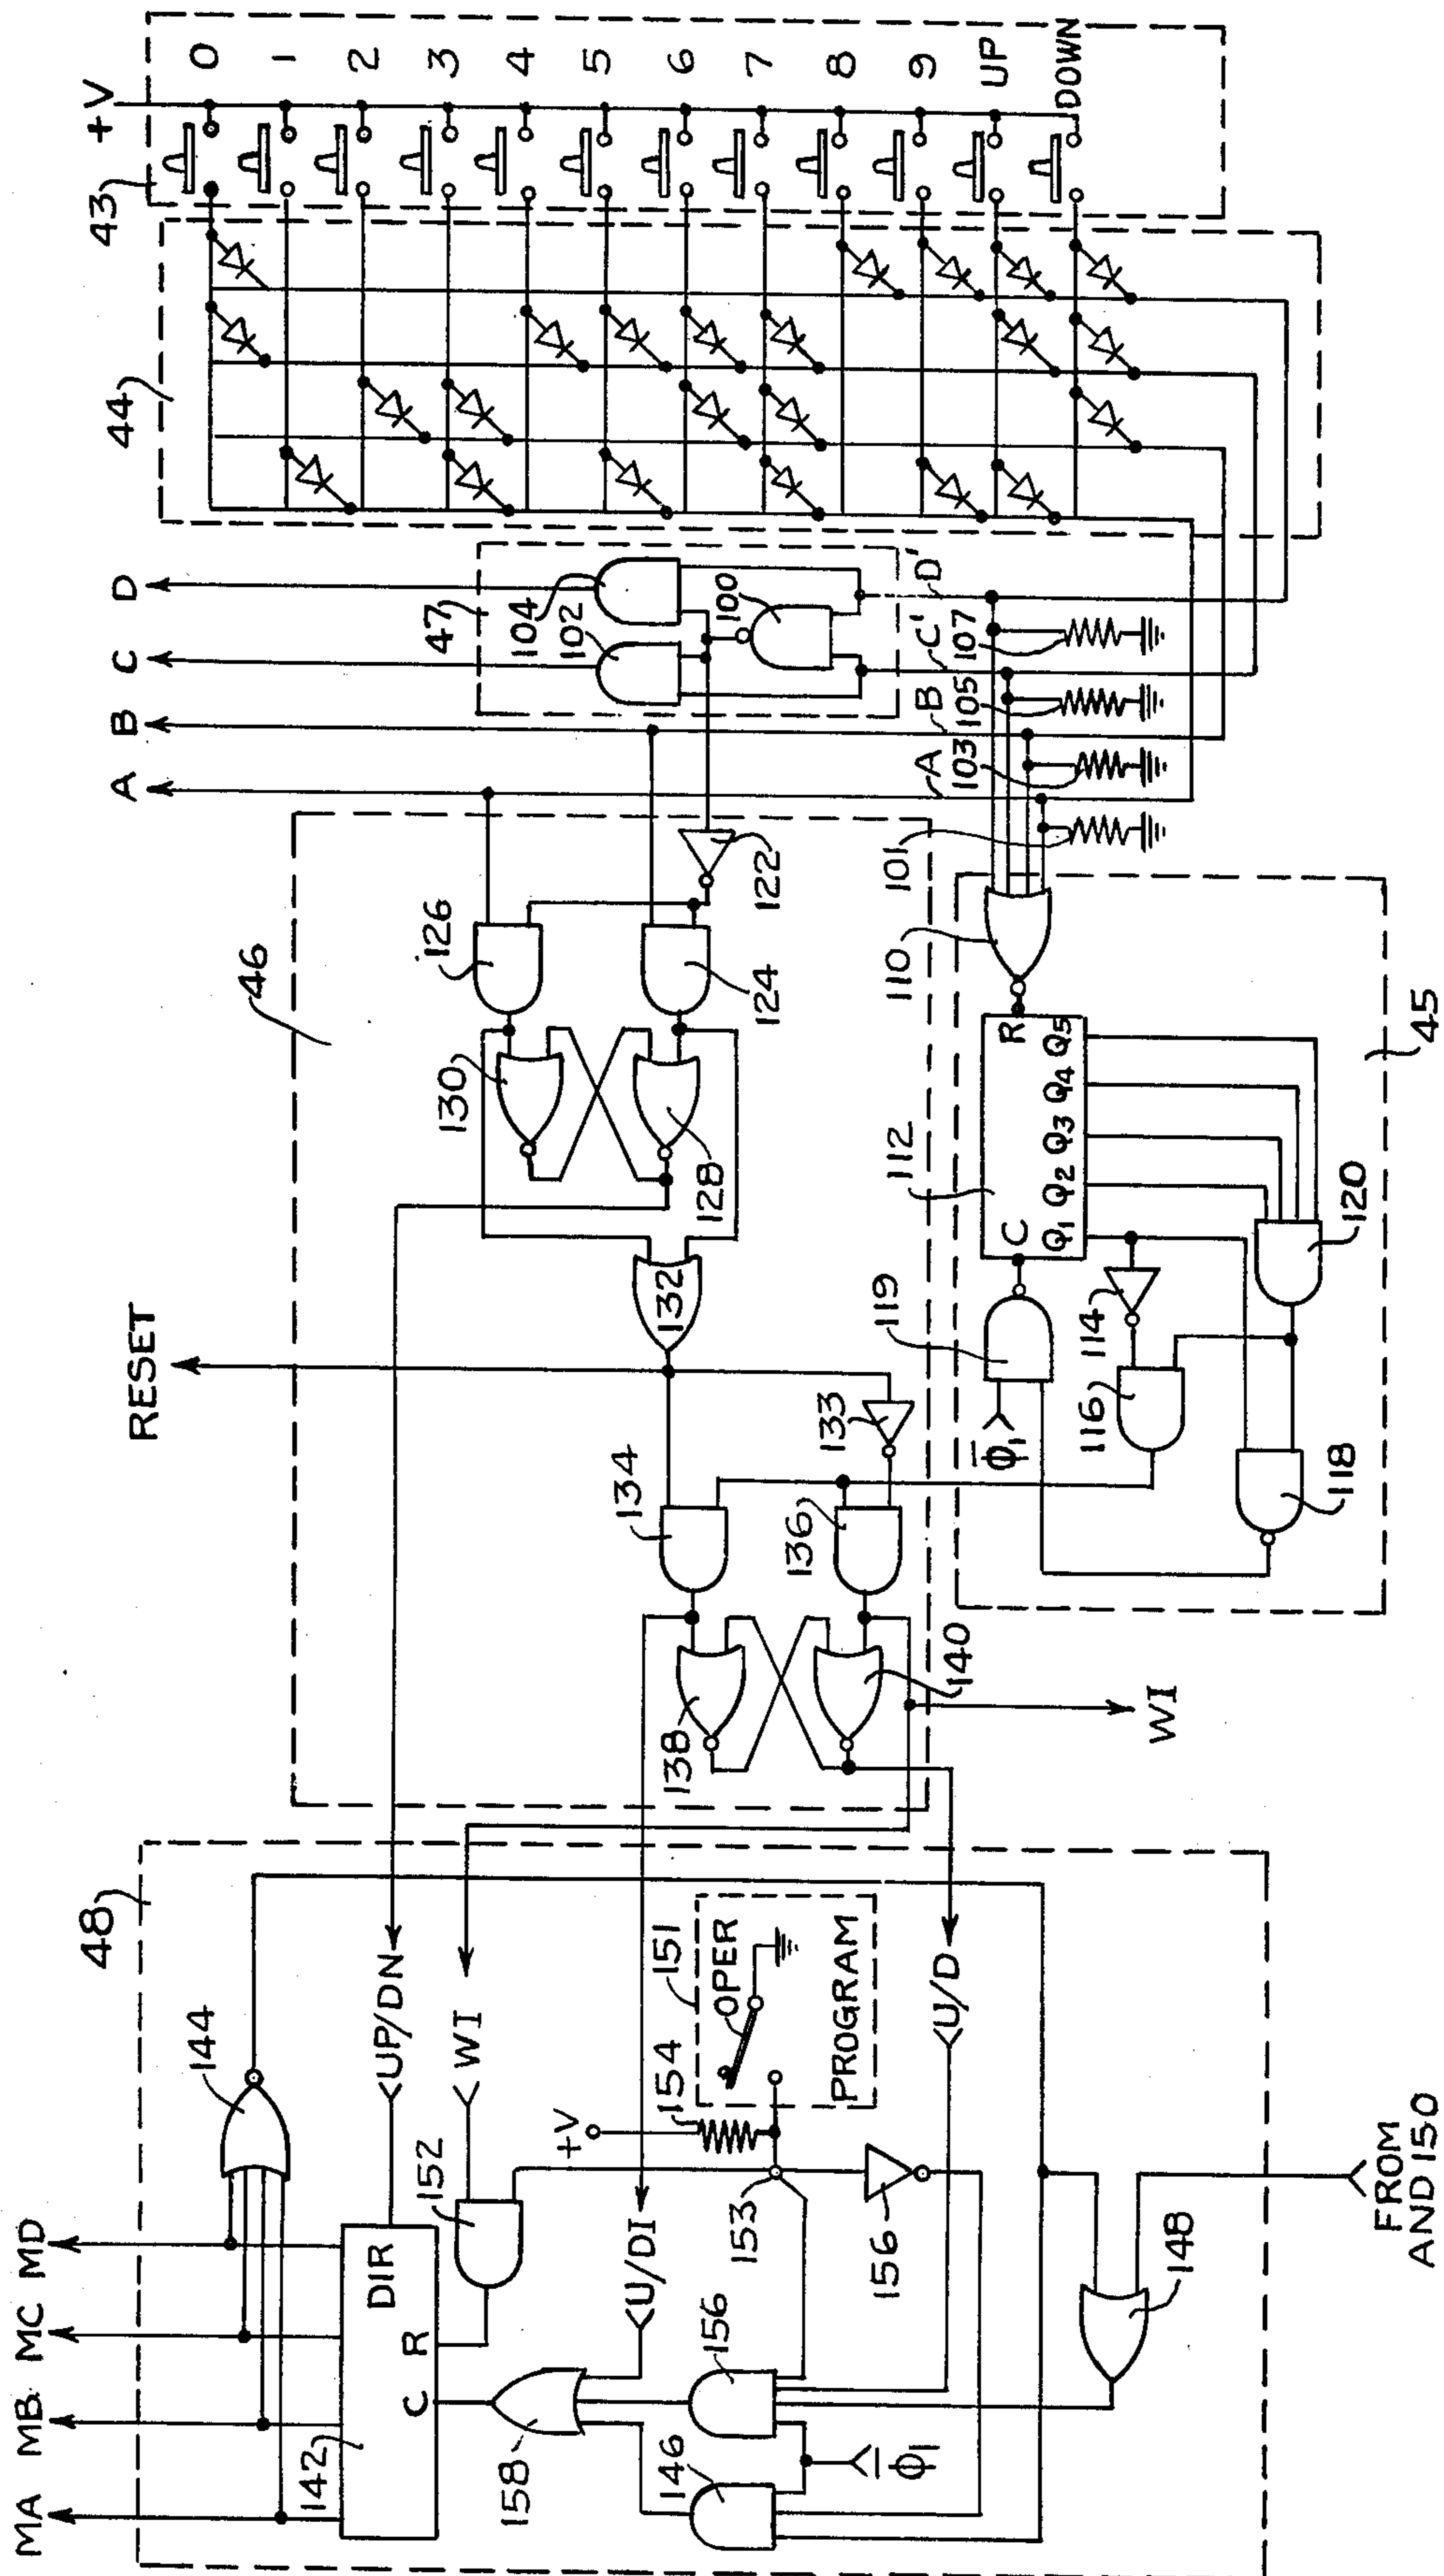 +V
43
0
1
2
3
4
5
6
7
8
9
UP
DOWN
44
D
C
B
A
47
104
102
100
D'
C'
B
A
107
105
103
101
46
126
122
124
130
128
132
110
R
112
C
Q1 Q2 Q3 Q4 Q5
45
RESET
119
Φ̅1
114
116
120
118
134
133
136
138
140
WI
48
144
UP/DN
WI
151
OPER
PROGRAM
154
+V
U/D
152
153
156
U/DI
MD
MC
MB
MA
DIR
R
C
142
158
156
146
Φ̅1
148
FROM
AND 150